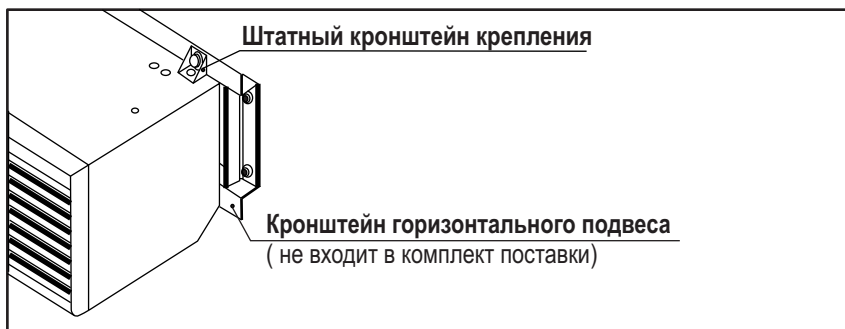 Штатный кронштейн крепления
Кронштейн горизонтального подвеса
( не входит в комплект поставки)